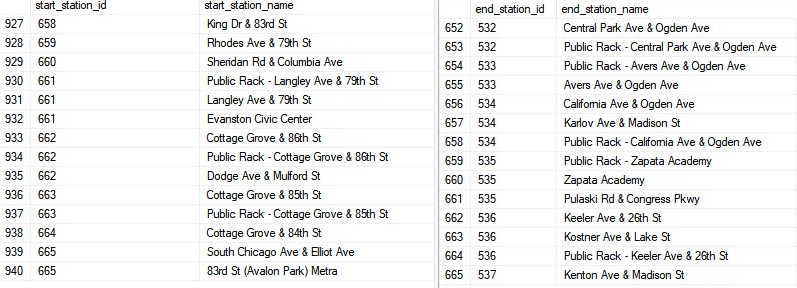 start_station_id start_station_name
927 658 King Dr & 83rd St
928 659 Rhodes Ave & 79th St
929 660 Sheridan Rd & Columbia Ave
930 661 Public Rack - Langley Ave & 79th St
931 661 Langley Ave & 79th St
932 661 Evanston Civic Center
933 662 Cottage Grove & 86th St
934 662 Public Rack - Cottage Grove & 86th St
935 662 Dodge Ave & Mulford St
936 663 Cottage Grove & 85th St
937 663 Public Rack - Cottage Grove & 85th St
938 664 Cottage Grove & 84th St
939 665 South Chicago Ave & Elliot Ave
940 665 83rd St (Avalon Park) Metra
end_station_id end_station_name
652 532 Central Park Ave & Ogden Ave
653 532 Public Rack - Central Park Ave & Ogden Ave
654 533 Public Rack - Avers Ave & Ogden Ave
655 533 Avers Ave & Ogden Ave
656 534 California Ave & Ogden Ave
657 534 Karlov Ave & Madison St
658 534 Public Rack - California Ave & Ogden Ave
659 535 Public Rack - Zapata Academy
660 535 Zapata Academy
661 535 Pulaski Rd & Congress Pkwy
662 536 Keeler Ave & 26th St
663 536 Kostner Ave & Lake St
664 536 Public Rack - Keeler Ave & 26th St
665 537 Kenton Ave & Madison St